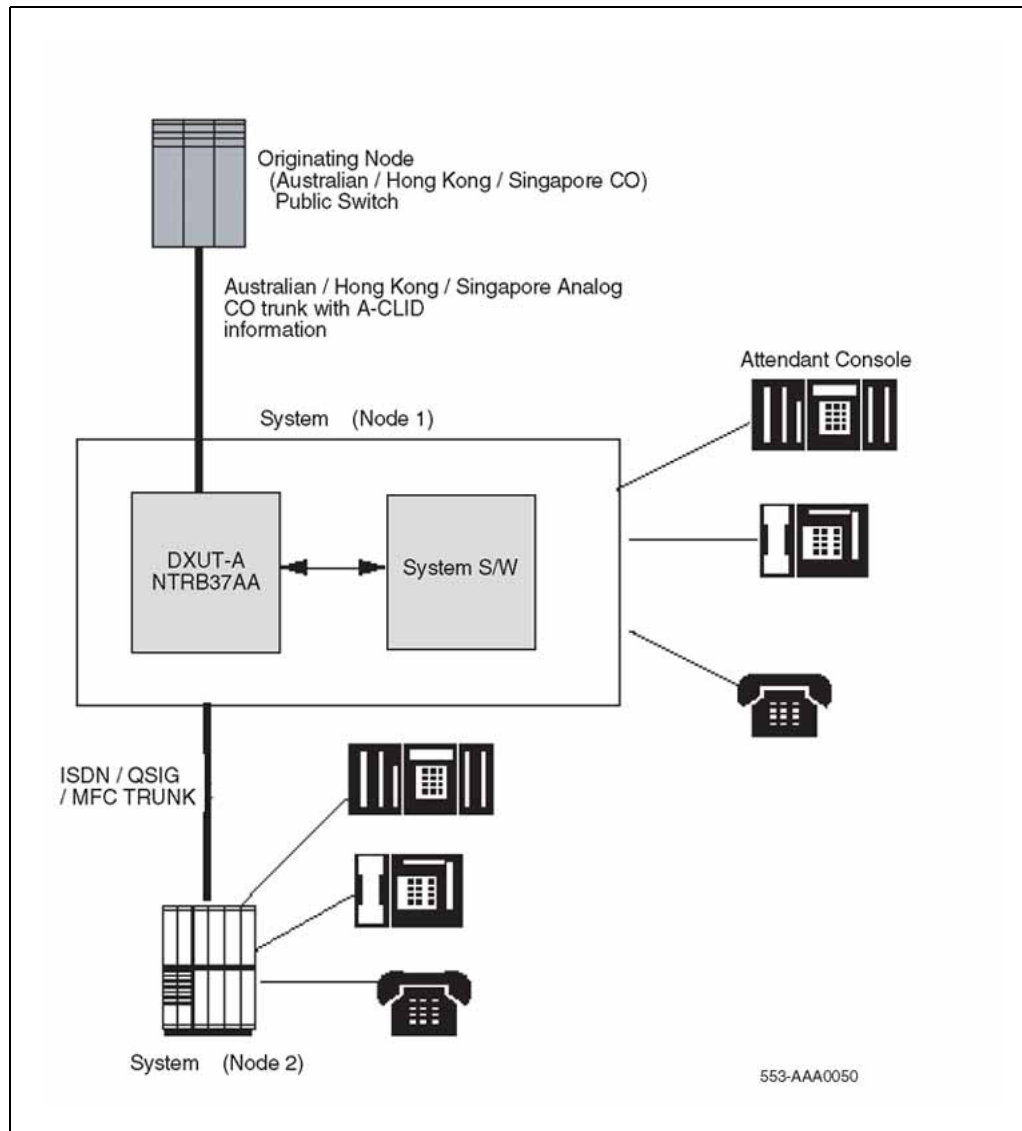 Originating Node
(Australian / Hong Kong / Singapore CO)
Public Switch
Australian / Hong Kong / Singapore Analog
CO trunk with A-CLID
information
Attendant Console
System (Node 1)
DXUT-A
NTRB37AA
System S/W
ISDN / QSIG
/ MFC TRUNK
System (Node 2)
553-AAA0050